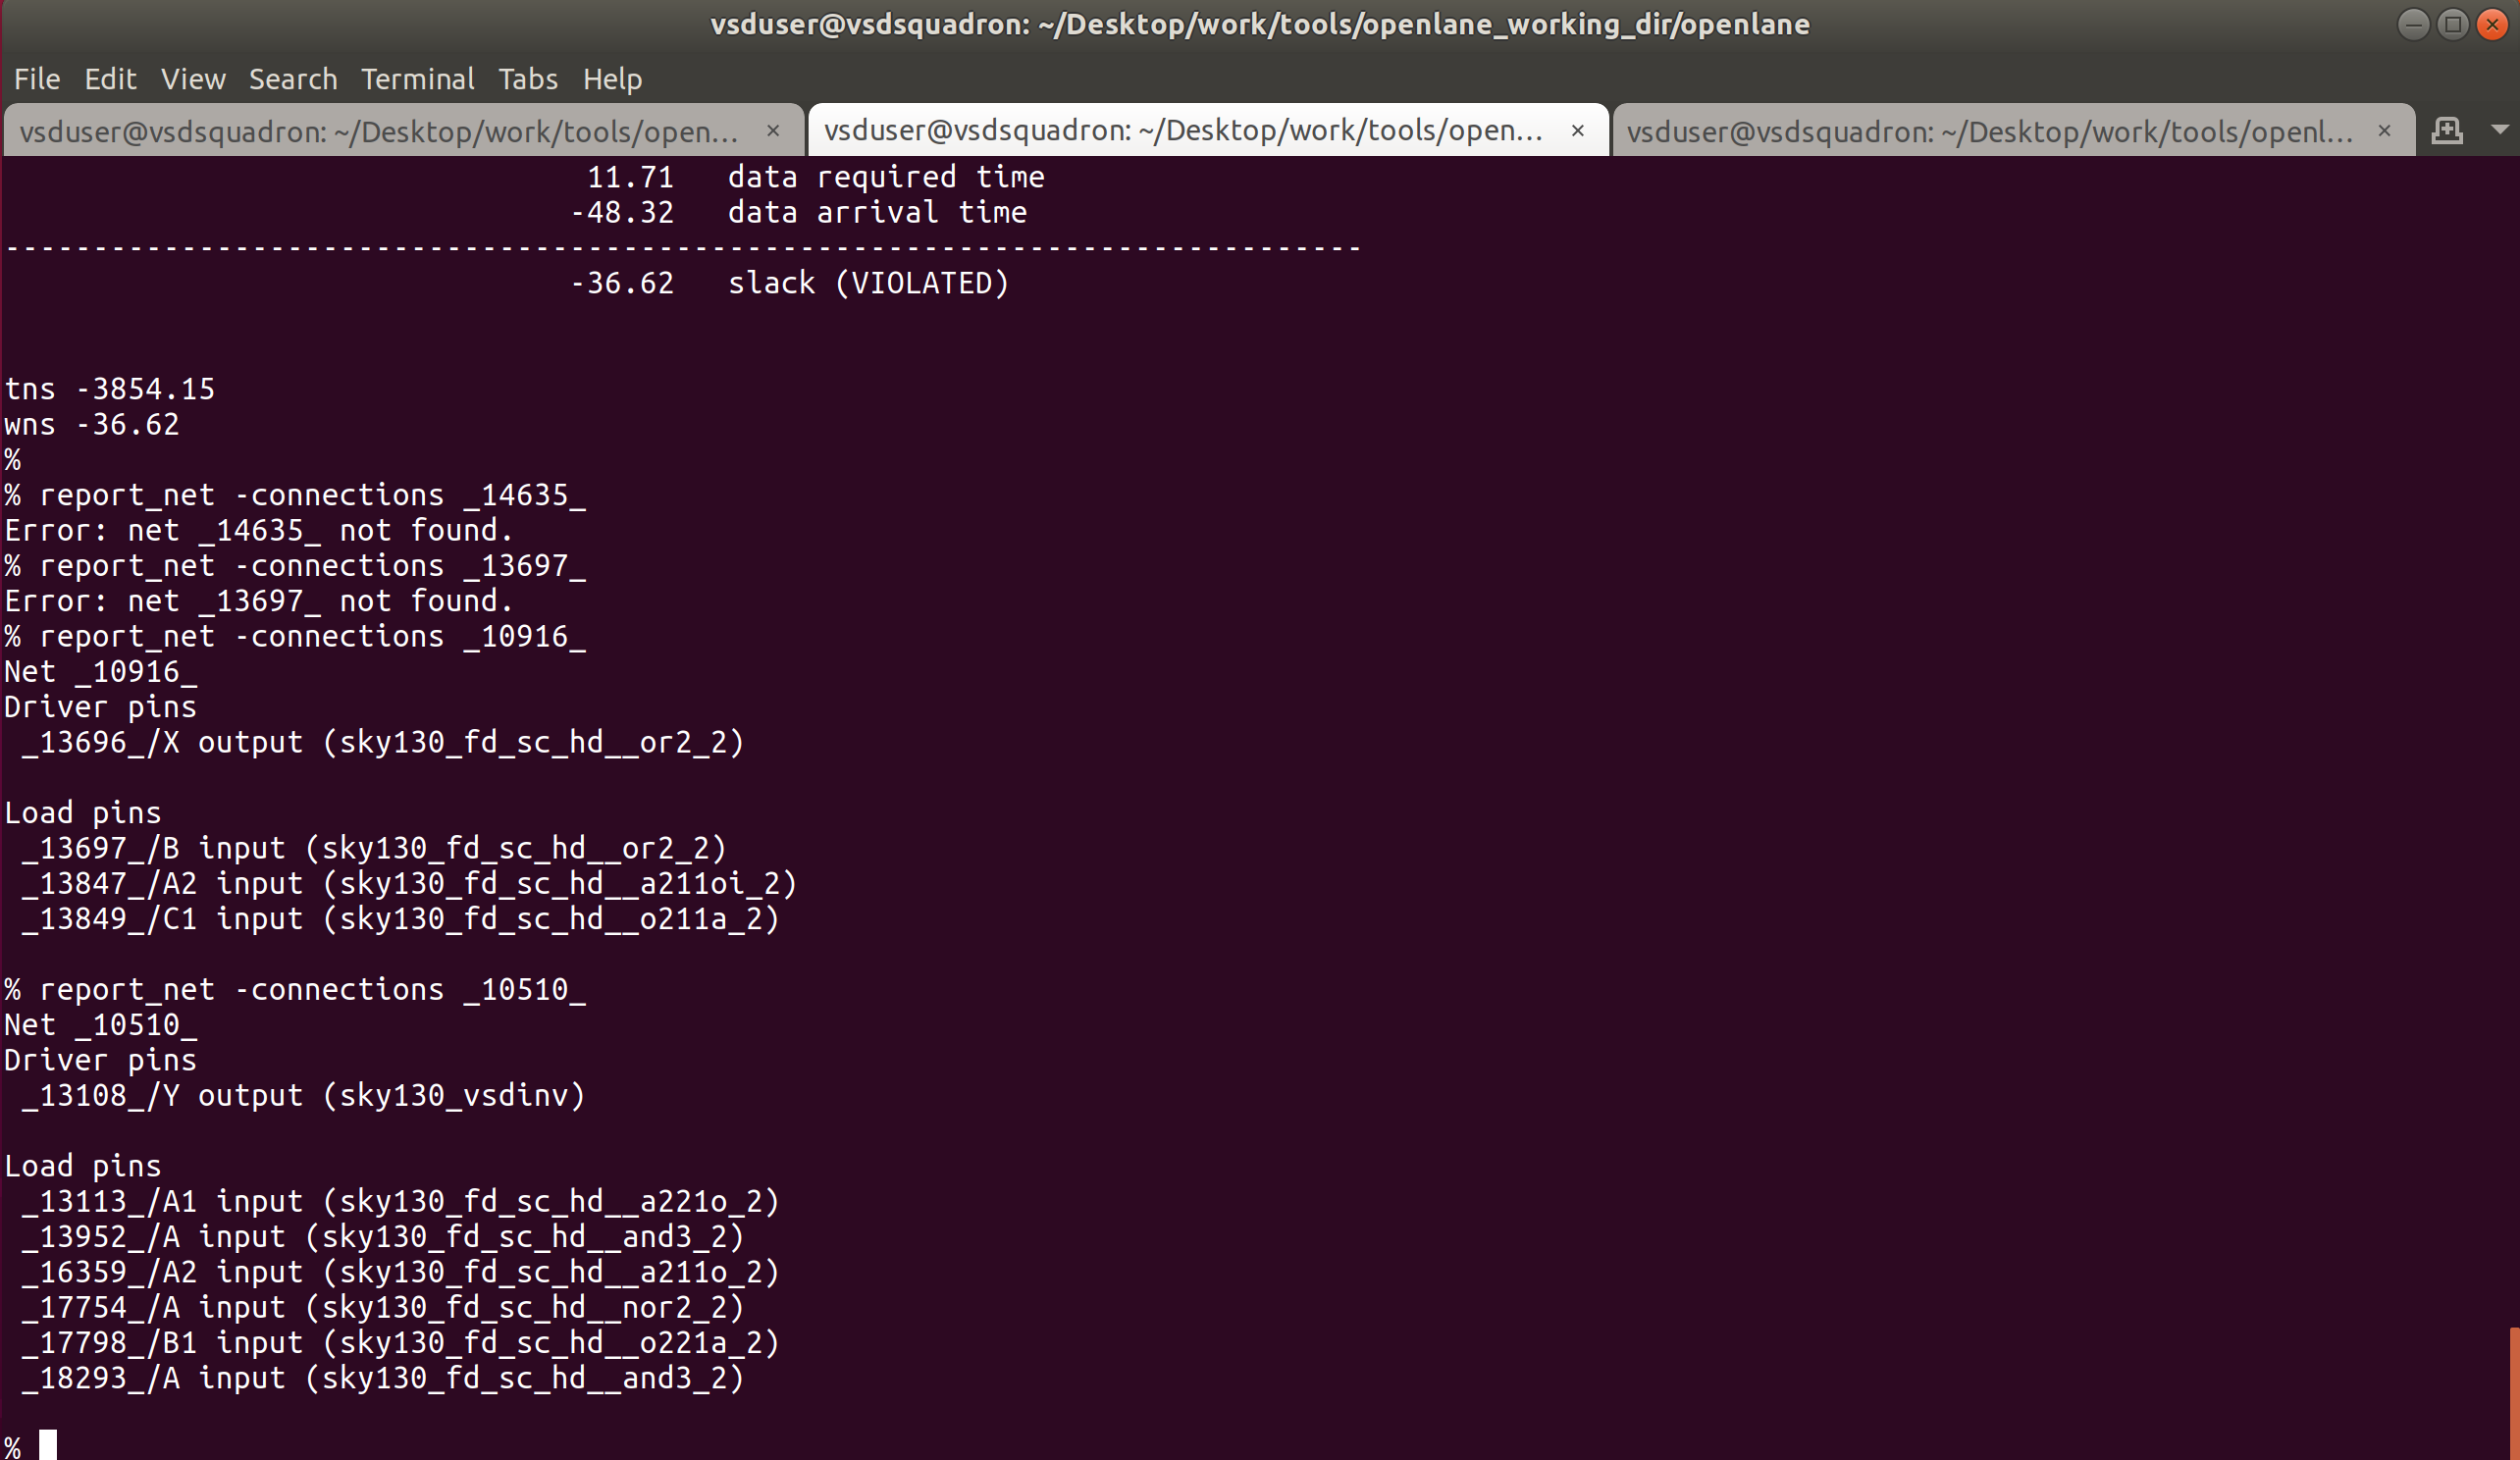 vsduser@vsdsquadron: ~/Desktop/work/tools/openlane_working_dir/openlane
File Edit View Search Terminal Tabs Help
vsduser@vsdsquadron: ~/Desktop/work/tools/open... × vsduser@vsdsquadron: ~/Desktop/work/tools/open... × vsduser@vsdsquadron: ~/Desktop/work/tools/openl... ×
11.71 data required time
-48.32 data arrival time
-----------------------------------------------------------------------------
-36.62 slack (VIOLATED)
tns -3854.15
wns -36.62
%
% report_net -connections _14635_
Error: net _14635_ not found.
% report_net -connections _13697_
Error: net _13697_ not found.
% report_net -connections _10916_
Net _10916_
Driver pins
_13696_/X output (sky130_fd_sc_hd__or2_2)
Load pins
_13697_/B input (sky130_fd_sc_hd__or2_2)
_13847_/A2 input (sky130_fd_sc_hd__a211oi_2)
_13849_/C1 input (sky130_fd_sc_hd__o211a_2)
% report_net -connections _10510_
Net _10510_
Driver pins
_13108_/Y output (sky130_vsdinv)
Load pins
_13113_/A1 input (sky130_fd_sc_hd__a221o_2)
_13952_/A input (sky130_fd_sc_hd__and3_2)
_16359_/A2 input (sky130_fd_sc_hd__a211o_2)
_17754_/A input (sky130_fd_sc_hd__nor2_2)
_17798_/B1 input (sky130_fd_sc_hd__o221a_2)
_18293_/A input (sky130_fd_sc_hd__and3_2)
%